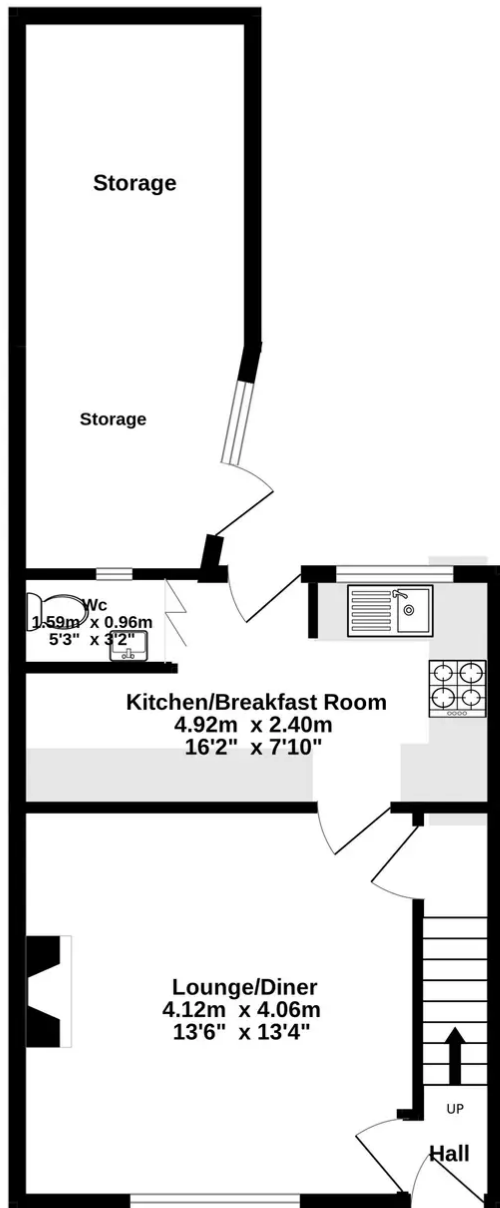 Storage
Storage
Wc
1.59m x 0.96m
5'3" x 3'2"
Kitchen/Breakfast Room
4.92m x 2.40m
16'2" x 7'10"
Lounge/Diner
4.12m x 4.06m
13'6" x 13'4"
UP
Hall